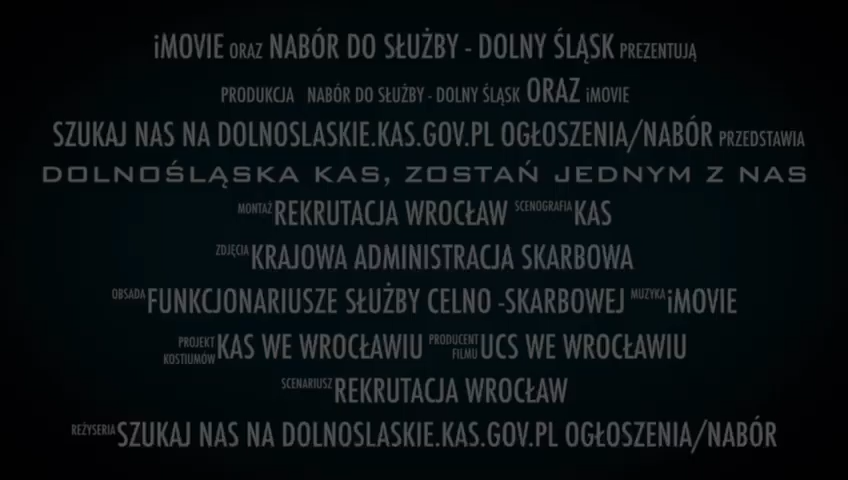 iMOVIE ORAZ NABÓR DO SŁUŻBY - DOLNY ŚLĄSK PREZENTUJĄ
PRODUKCJA NABÓR DO SŁUŻBY - DOLNY ŚLĄSK ORAZ iMOVIE
SZUKAJ NAS NA DOLNOSLASKIE.KAS.GOV.PL OGŁOSZENIA/NABÓR PRZEDSTAWIA
DOLNOŚLĄSKA KAS, ZOSTAŃ JEDNYM Z NAS
MONTAŻ REKRUTACJA WROCŁAW SCENOGRAFIA KAS
ZDJĘCIA KRAJOWA ADMINISTRACJA SKARBOWA
OBSADA FUNKCJONARIUSZE SŁUŻBY CELNO -SKARBOWEJ MUZYKA iMOVIE
PROJEKT KOSTIUMÓW KAS WE WROCŁAWIU PRODUCENT FILMU UCS WE WROCŁAWIU
SCENARIUSZ REKRUTACJA WROCŁAW
REŻYSERIA SZUKAJ NAS NA DOLNOSLASKIE.KAS.GOV.PL OGŁOSZENIA/NABÓR